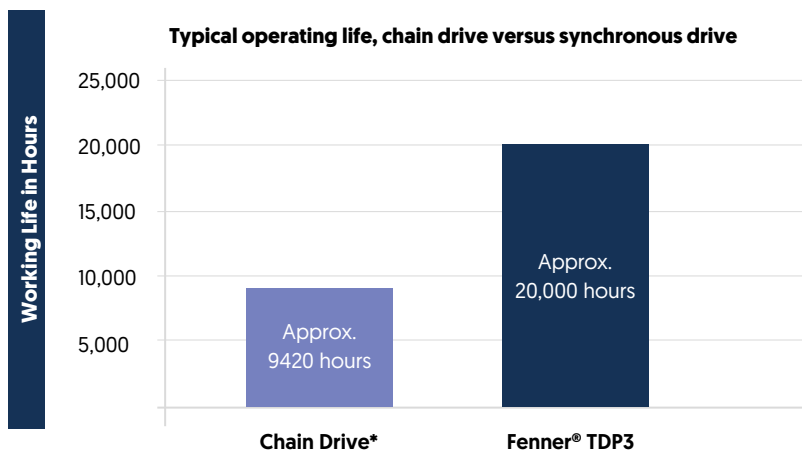 Typical operating life, chain drive versus synchronous drive
Working Life in Hours
25,000
20,000
15,000
10,000
5,000
Approx.
9420 hours
Approx.
20,000 hours
Chain Drive*
Fenner® TDP3